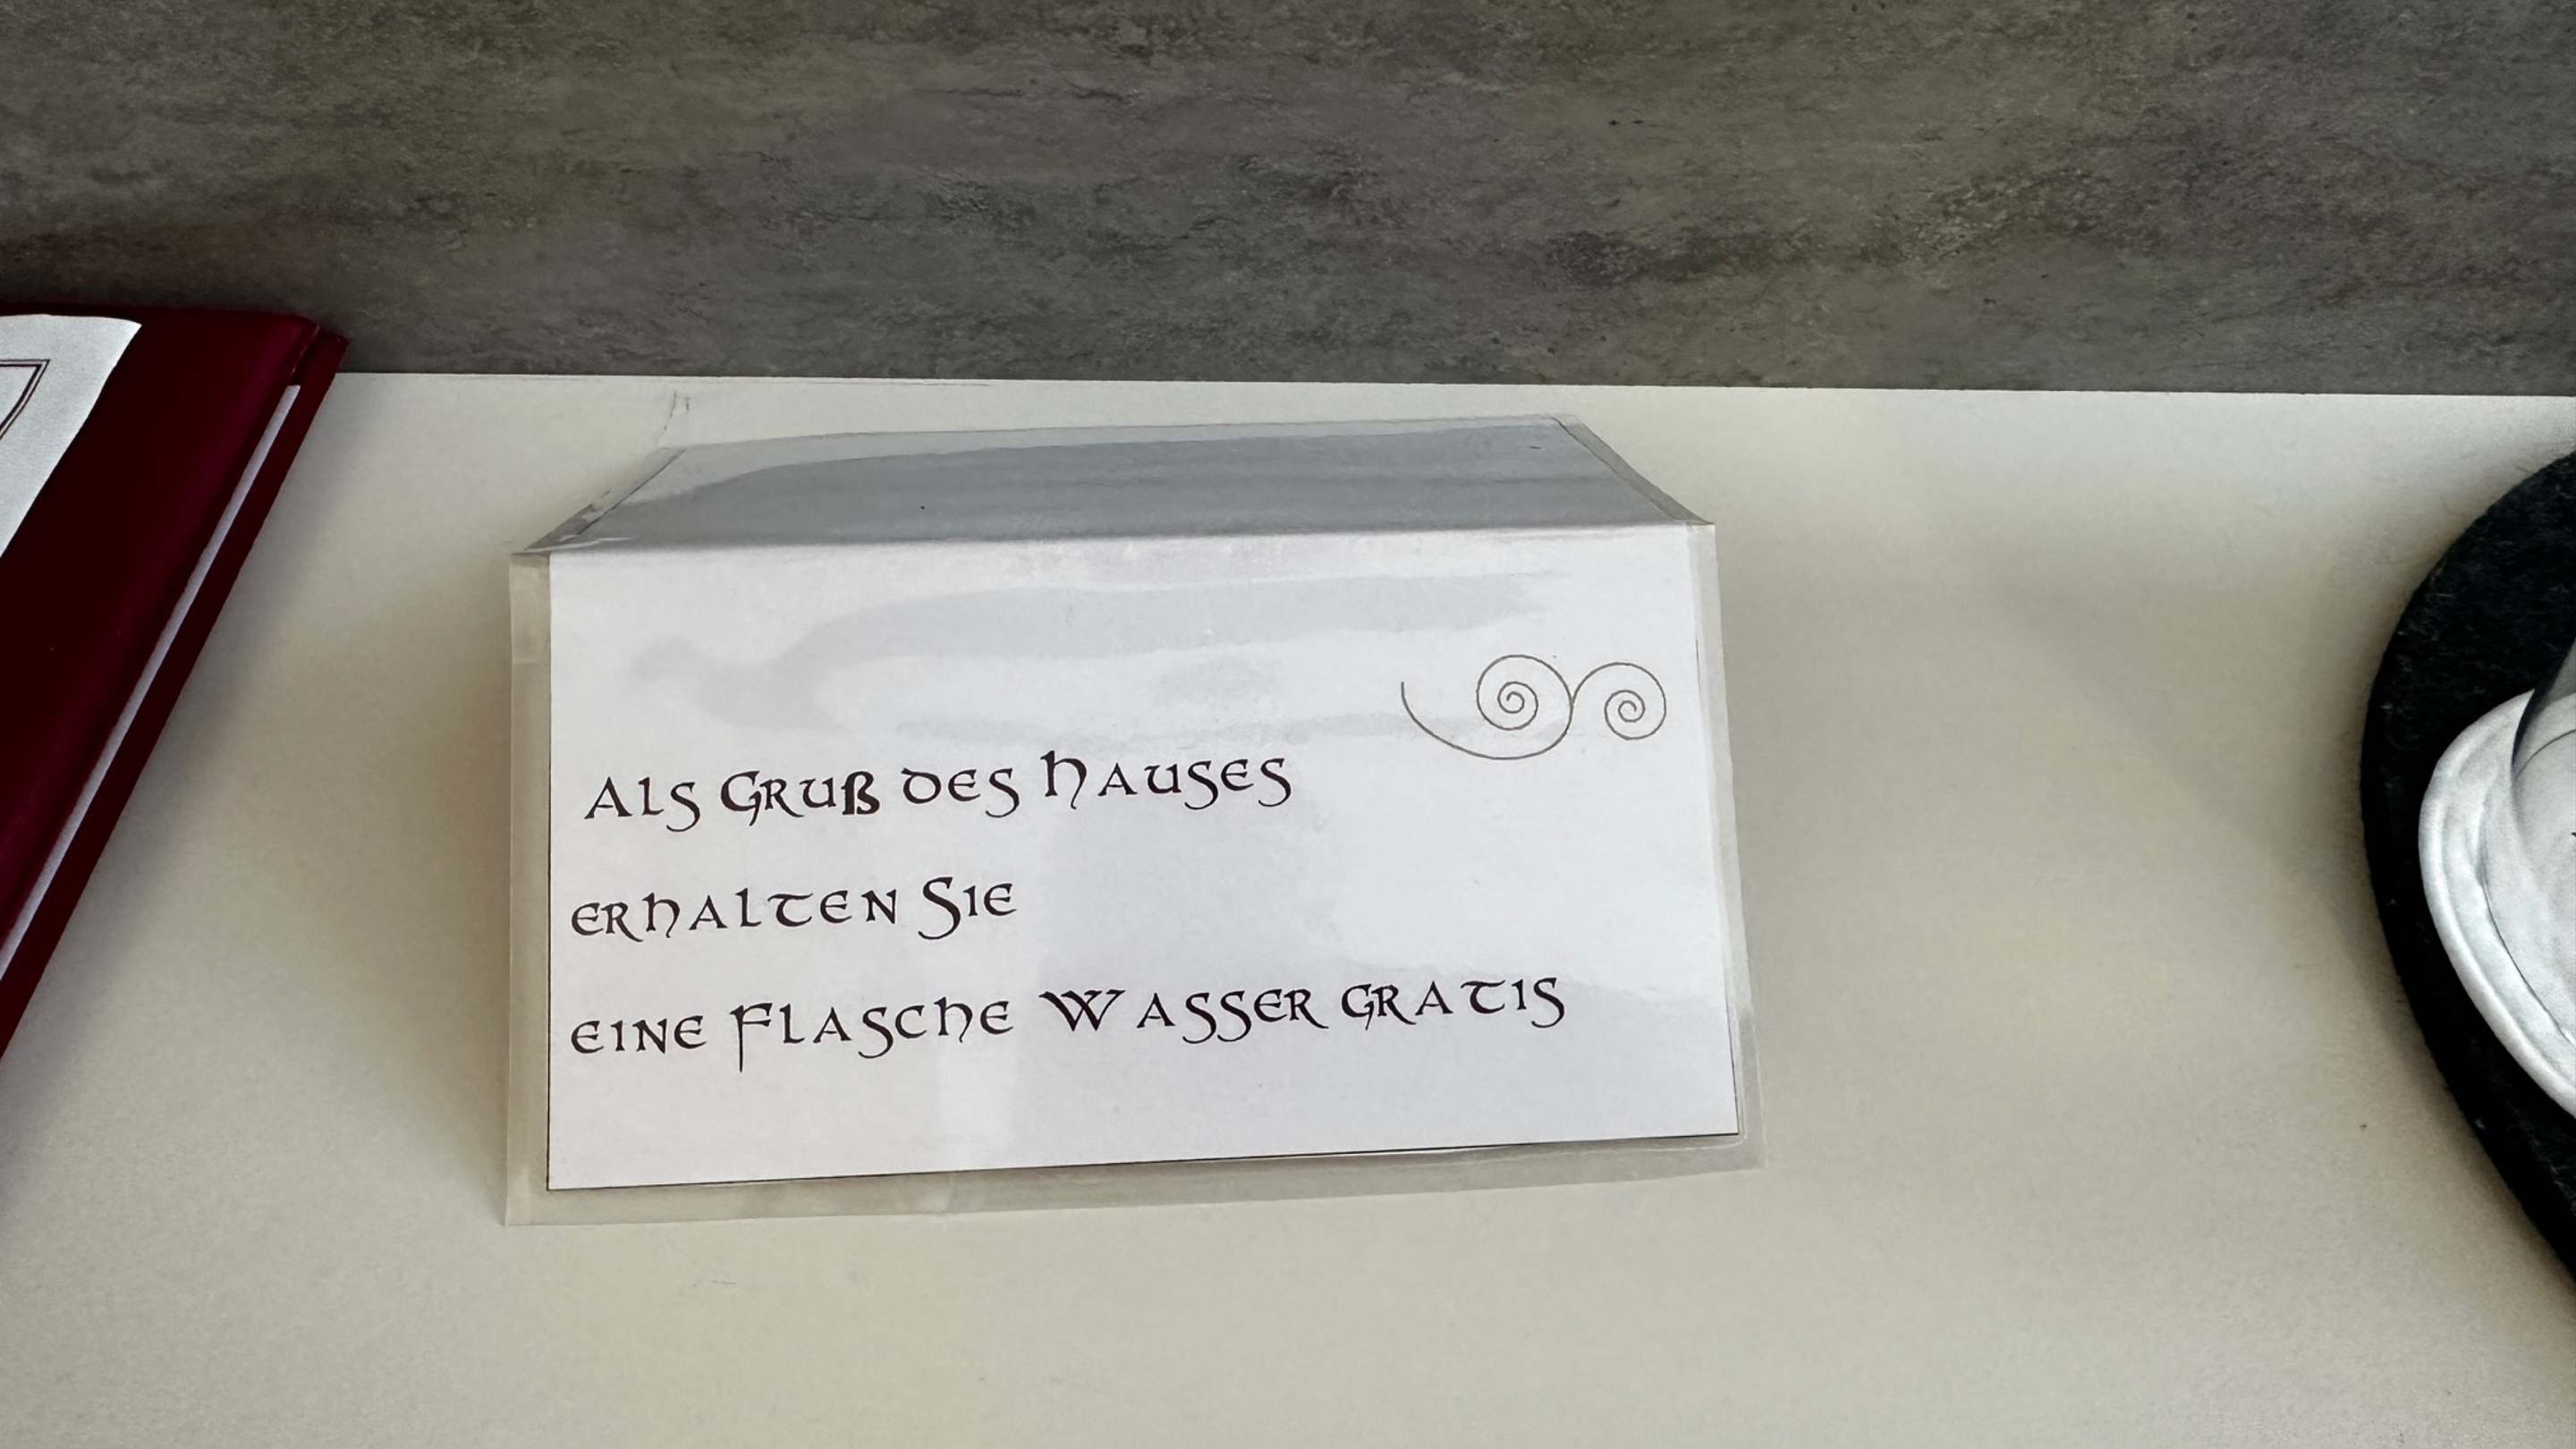 Als Gruß des Hauses
erhalten Sie
eine Flasche Wasser gratis